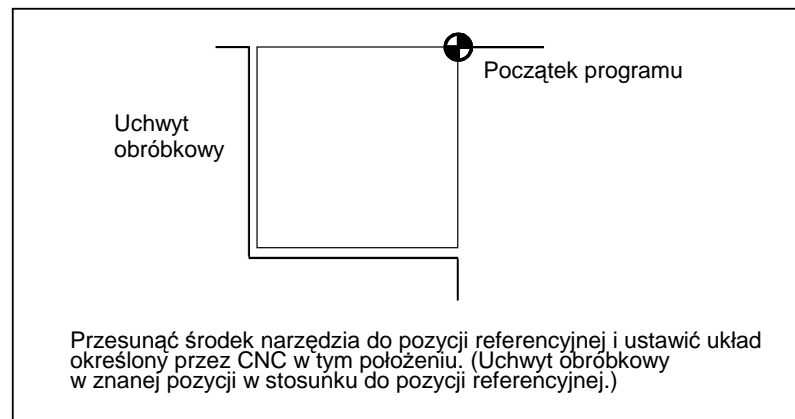 Początek programu
Uchwyt
obróbkowy
Przesunąć środek narzędzia do pozycji referencyjnej i ustawić układ
określony przez CNC w tym położeniu. (Uchwyt obróbkowy
w znanej pozycji w stosunku do pozycji referencyjnej.)